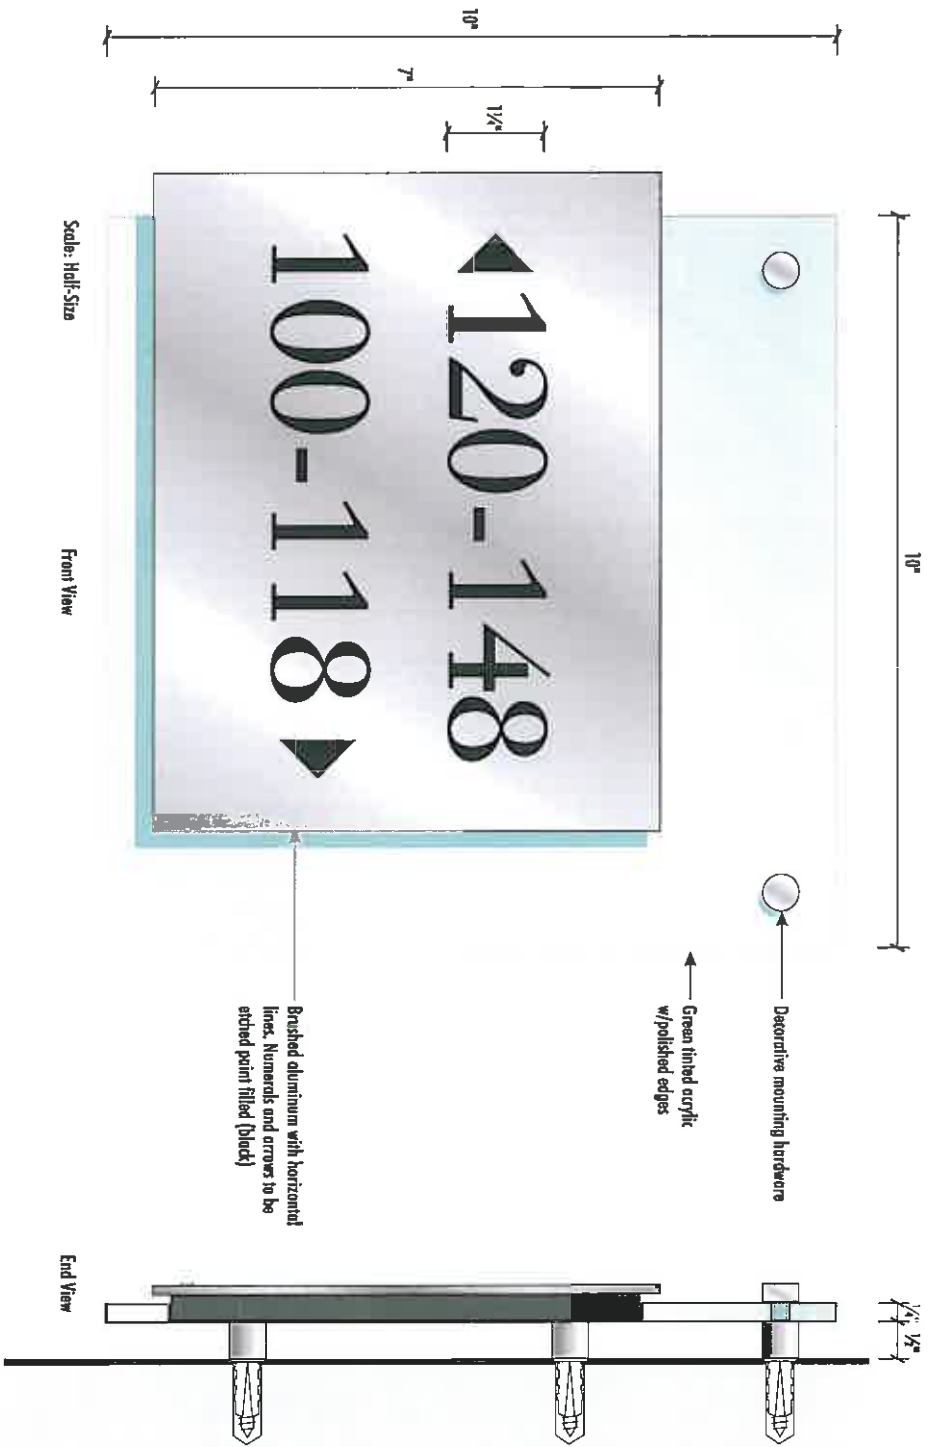 10"
10"
7"
1¼"
120-148
100-118
Decorative mounting hardware
Green tinted acrylic
w/polished edges
Brushed aluminum with horizontal
lines. Numerals and arrows to be
etched paint filled (black)
¼" ½"
Scale: Half-Size
Front View
End View